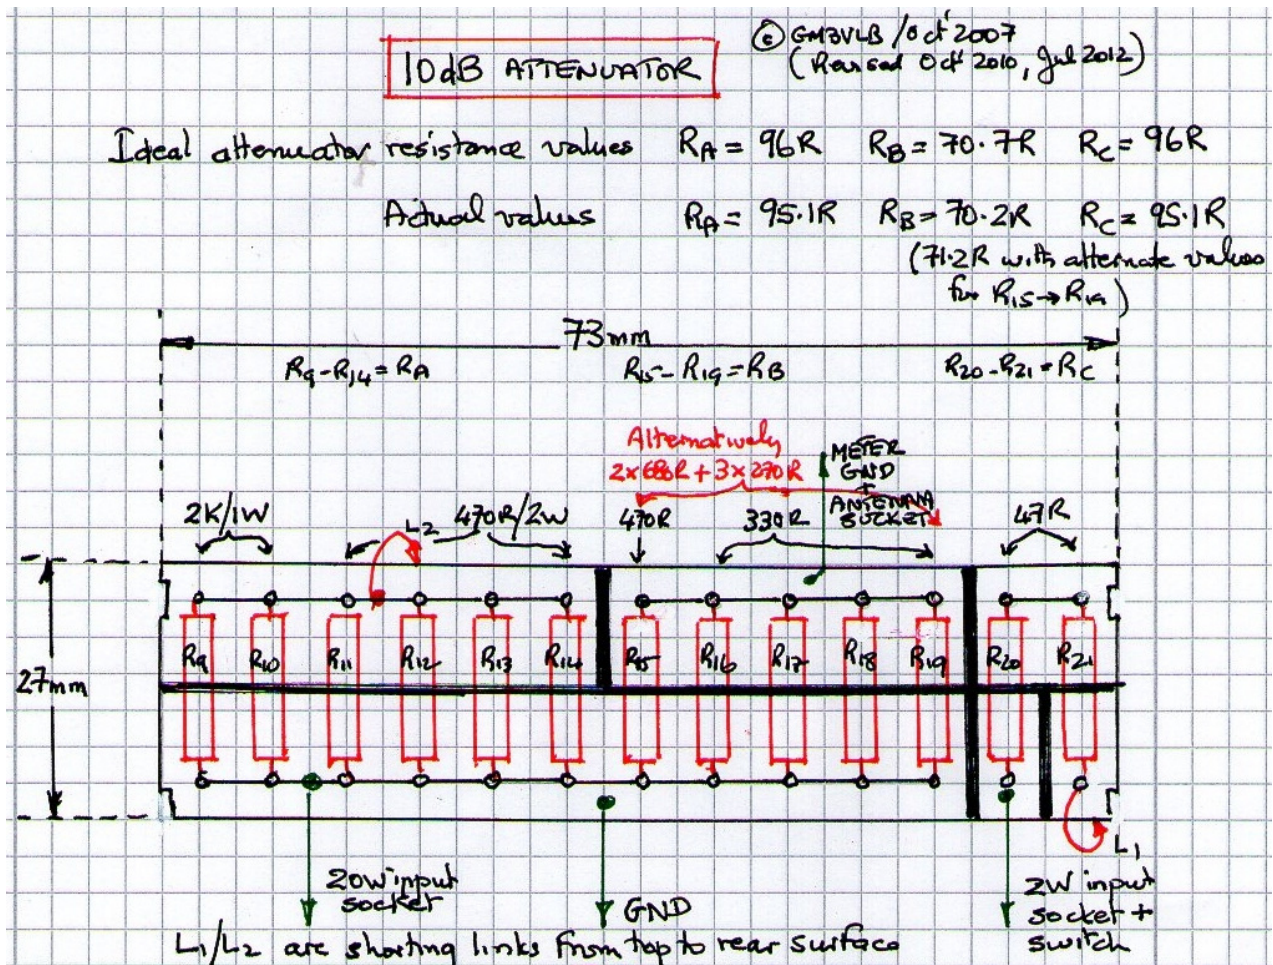 © GM3VLB / Oct 2007
(Revised Oct 2010, Jul 2012)
10dB ATTENUATOR
Ideal attenuator resistance values RA = 96R RB = 70.7R RC = 96R
Actual values RA = 95.1R RB = 70.2R RC = 95.1R
(71.2R with alternate values
for R15→R19)
73mm
R9-R14 = RA R15-R19 = RB R20-R21 = RC
Alternatively
2x680R + 3x270R
METER
GND
+
ANTENNA
SOCKET
2K/1W L2 470R/2W 470R 330R 47R
R9 R10 R11 R12 R13 R14 R15 R16 R17 R18 R19 R20 R21
27mm
L1
20W input
socket
GND
2W input
socket +
switch
L1/L2 are shorting links from top to rear surface